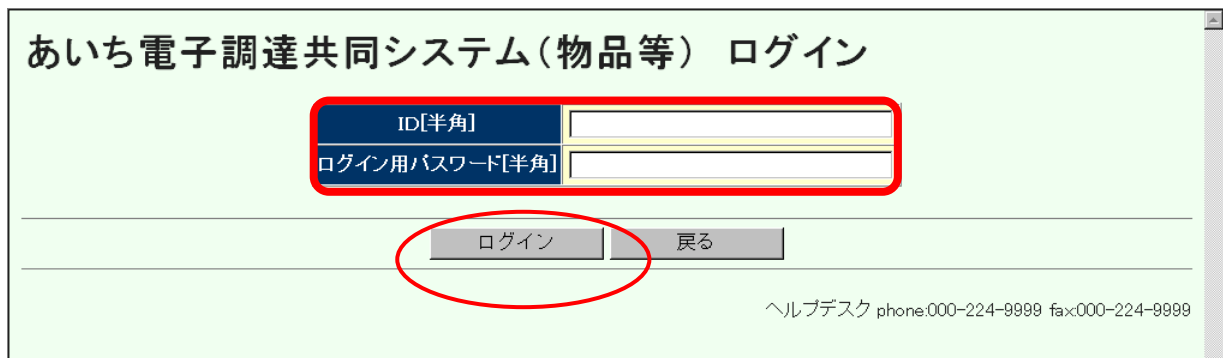 あいち電子調達共同システム(物品等) ログイン
ID[半角]
ログイン用パスワード[半角]
ログイン 戻る
ヘルプデスク phone:000-224-9999 fax:000-224-9999